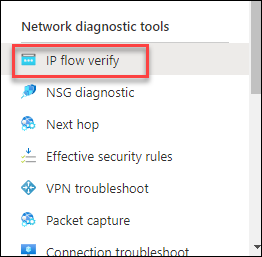 Network diagnostic tools
IP flow verify
NSG diagnostic
Next hop
Effective security rules
VPN troubleshoot
Packet capture
Connection troubleshoot